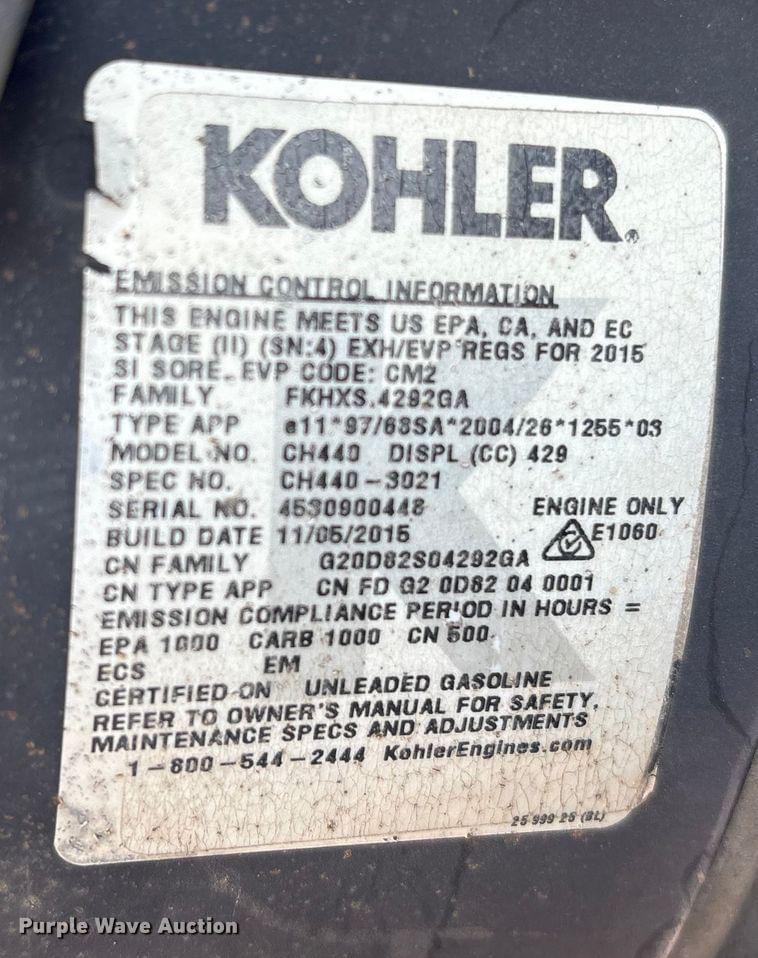 KOHLER®
EMISSION CONTROL INFORMATION
THIS ENGINE MEETS US EPA, CA, AND EC
STAGE (II) (SN:4) EXH/EVP REGS FOR 2015
SI SORE. EVP CODE: CM2
FAMILY FKHXS.4292GA
TYPE APP e11*97/68SA*2004/26*1255*03
MODEL NO. CH440 DISPL (CC) 429
SPEC NO. CH440-3021
SERIAL NO. 4530900448 ENGINE ONLY
BUILD DATE 11/05/2015 E1060
CN FAMILY G20D82S04292GA
CN TYPE APP CN FD G2 0D82 04 0001
EMISSION COMPLIANCE PERIOD IN HOURS =
EPA 1000 CARB 1000 CN 500
ECS EM
CERTIFIED ON UNLEADED GASOLINE
REFER TO OWNER'S MANUAL FOR SAFETY,
MAINTENANCE SPECS AND ADJUSTMENTS
1-800-544-2444 KohlerEngines.com
25 999 25 (BL)
Purple Wave Auction